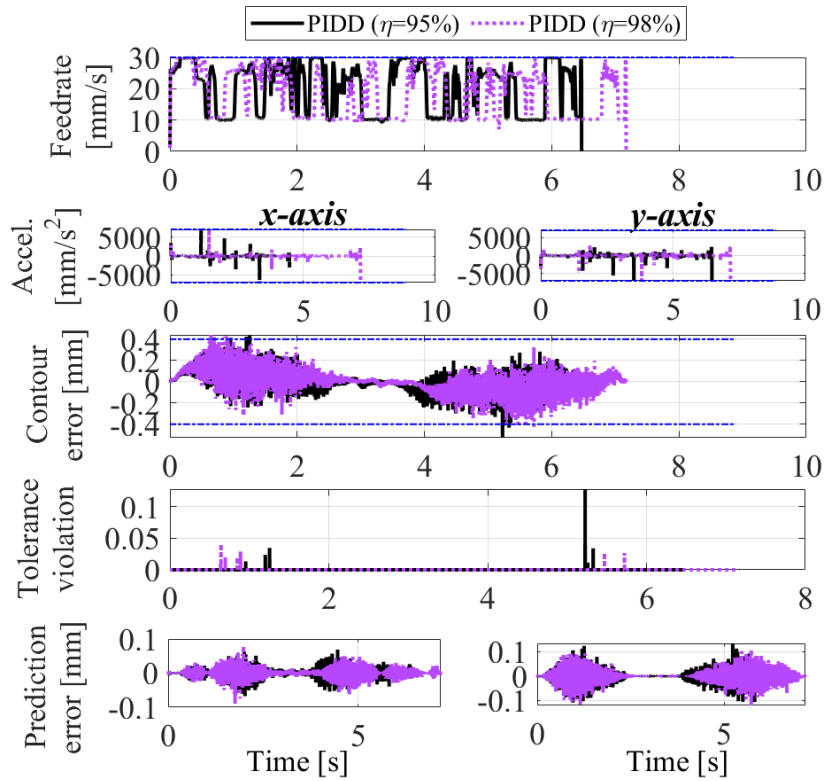 PIDD (η=95%) PIDD (η=98%)
Feedrate
[mm/s]
30
20
10
0
0 2 4 6 8 10
x-axis y-axis
Accel.
[mm/s²]
5000
0
-5000
0 5 10
5000
0
-5000
0 5 10
Contour
error [mm]
0.4
0.2
0
-0.2
-0.4
0 2 4 6 8 10
Tolerance
violation
0.1
0.05
0
0 2 4 6 8
Prediction
error [mm]
0.1
0
-0.1
0 5
Time [s]
0.1
0
-0.1
0 5
Time [s]